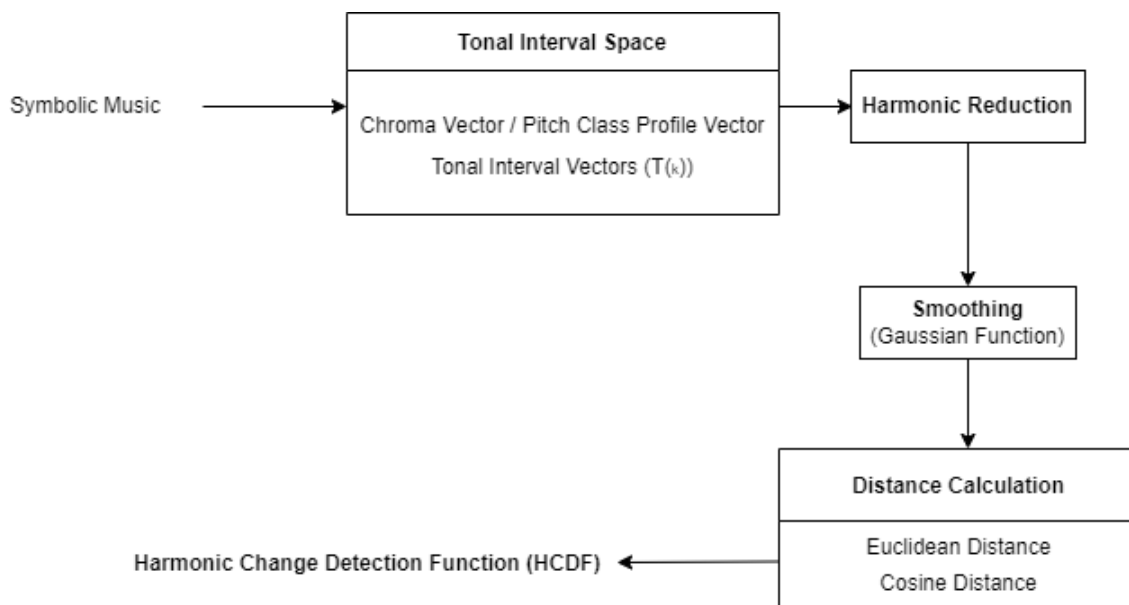 Tonal Interval Space
Symbolic Music
Chroma Vector / Pitch Class Profile Vector
Tonal Interval Vectors (T(ₖ))
Harmonic Reduction
Smoothing
(Gaussian Function)
Distance Calculation
Euclidean Distance
Cosine Distance
Harmonic Change Detection Function (HCDF)